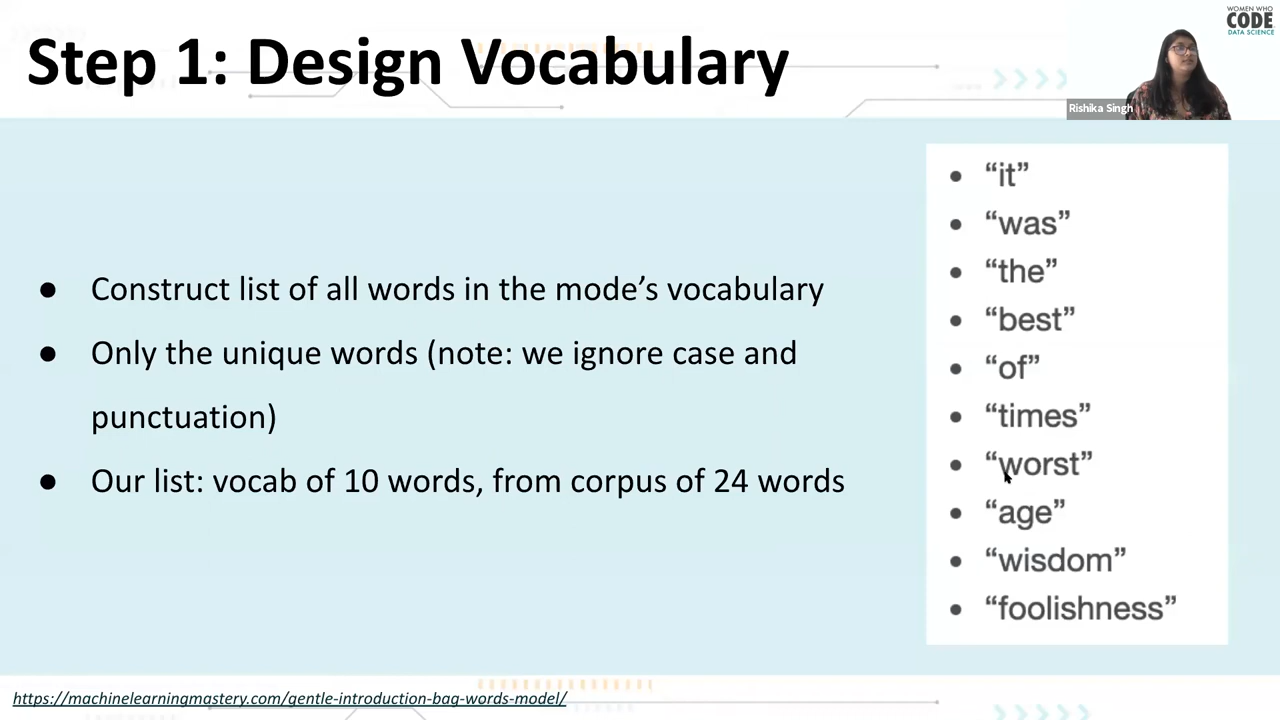 Step 1: Design Vocabulary
WOMEN WHO
CODE
DATA SCIENCE
Rishika Singh
● Construct list of all words in the mode’s vocabulary
● Only the unique words (note: we ignore case and
punctuation)
● Our list: vocab of 10 words, from corpus of 24 words
• “it”
• “was”
• “the”
• “best”
• “of”
• “times”
• “worst”
• “age”
• “wisdom”
• “foolishness”
https://machinelearningmastery.com/gentle-introduction-bag-words-model/